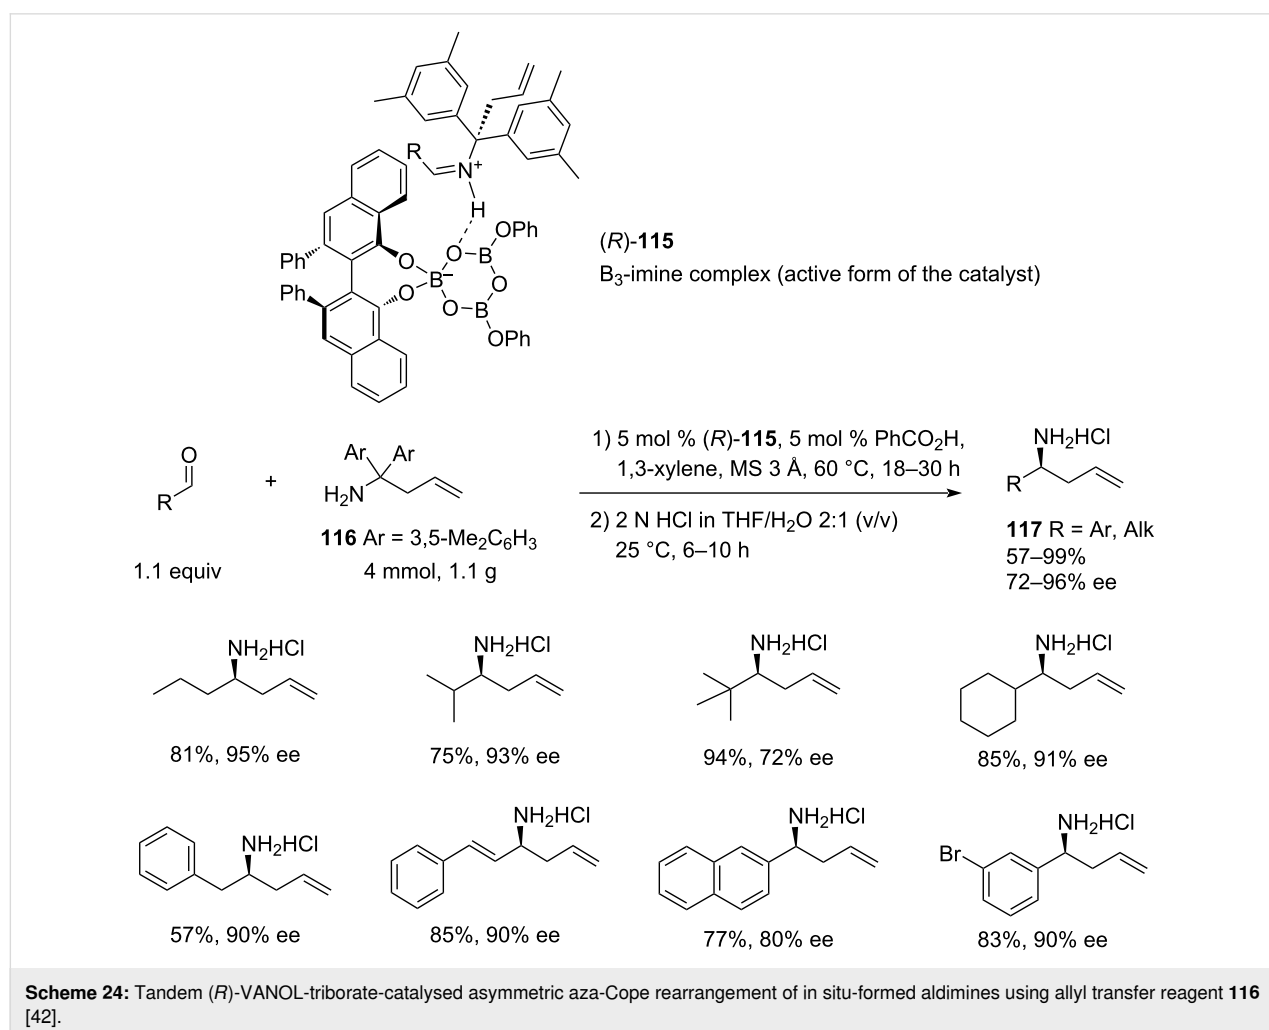 R
N+
H
Ph
Ph
O
O
B–
O
O
B
B
O
OPh
OPh
(R)-115
B3-imine complex (active form of the catalyst)
O
R
+
Ar Ar
H2N
116 Ar = 3,5-Me2C6H3
1.1 equiv
4 mmol, 1.1 g
1) 5 mol % (R)-115, 5 mol % PhCO2H,
1,3-xylene, MS 3 Å, 60 °C, 18–30 h
2) 2 N HCl in THF/H2O 2:1 (v/v)
25 °C, 6–10 h
NH2HCl
R
117 R = Ar, Alk
57–99%
72–96% ee
NH2HCl
81%, 95% ee
NH2HCl
75%, 93% ee
NH2HCl
94%, 72% ee
NH2HCl
85%, 91% ee
NH2HCl
57%, 90% ee
NH2HCl
85%, 90% ee
NH2HCl
77%, 80% ee
NH2HCl
Br
83%, 90% ee
Scheme 24: Tandem (R)-VANOL-triborate-catalysed asymmetric aza-Cope rearrangement of in situ-formed aldimines using allyl transfer reagent 116
[42].